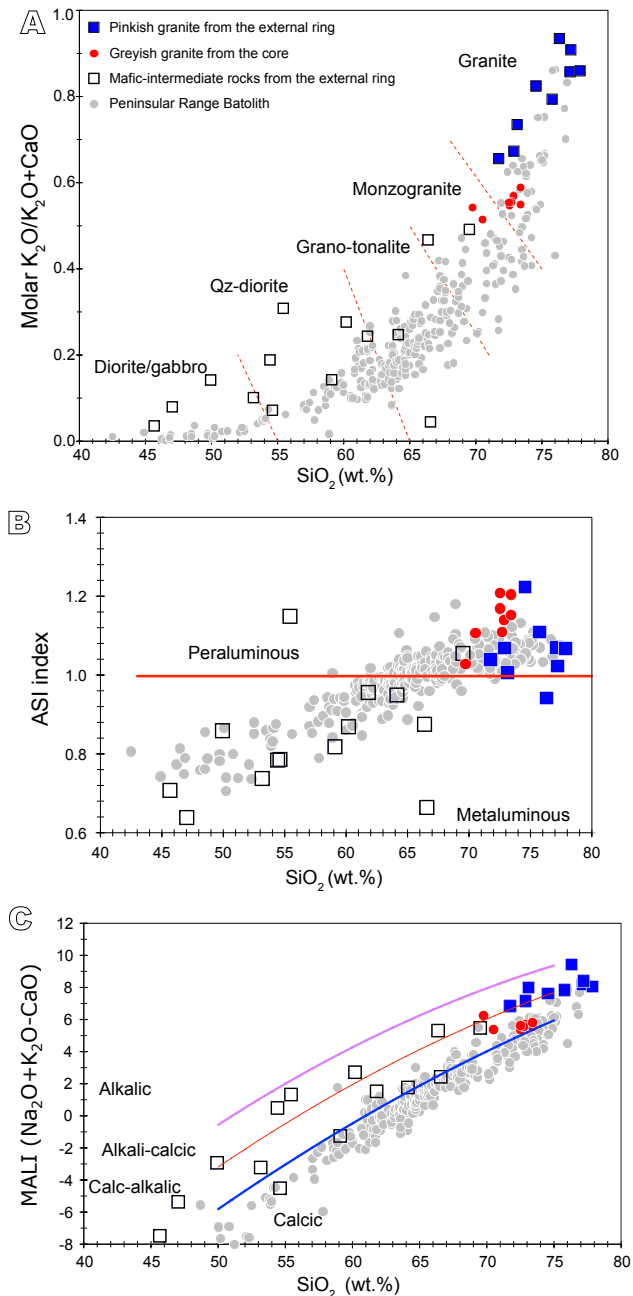 A
Pinkish granite from the external ring
Greyish granite from the core
Mafic-intermediate rocks from the external ring
Peninsular Range Batolith
Granite
Monzogranite
Grano-tonalite
Qz-diorite
Diorite/gabbro
Molar K2O/K2O+CaO
1.0
0.8
0.6
0.4
0.2
0.0
40 45 50 55 60 65 70 75 80
SiO2 (wt.%)
B
ASI index
1.4
1.2
1.0
0.8
0.6
Peraluminous
Metaluminous
40 45 50 55 60 65 70 75 80
SiO2 (wt.%)
C
MALI (Na2O+K2O-CaO)
12
10
8
6
4
2
0
-2
-4
-6
-8
Alkalic
Alkali-calcic
Calc-alkalic
Calcic
40 45 50 55 60 65 70 75 80
SiO2 (wt.%)